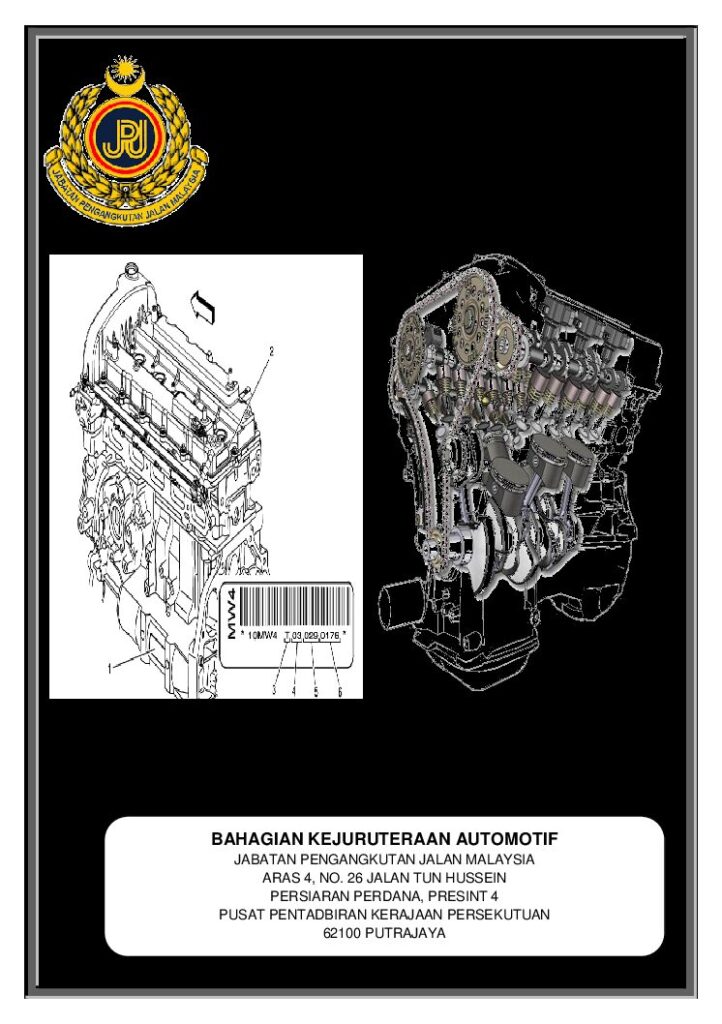 JPJ
JABATAN PENGANGKUTAN JALAN MALAYSIA
2
MW4
* 10MW4 T 03 029 0176 *
1
3 4 5 6
BAHAGIAN KEJURUTERAAN AUTOMOTIF
JABATAN PENGANGKUTAN JALAN MALAYSIA
ARAS 4, NO. 26 JALAN TUN HUSSEIN
PERSIARAN PERDANA, PRESINT 4
PUSAT PENTADBIRAN KERAJAAN PERSEKUTUAN
62100 PUTRAJAYA